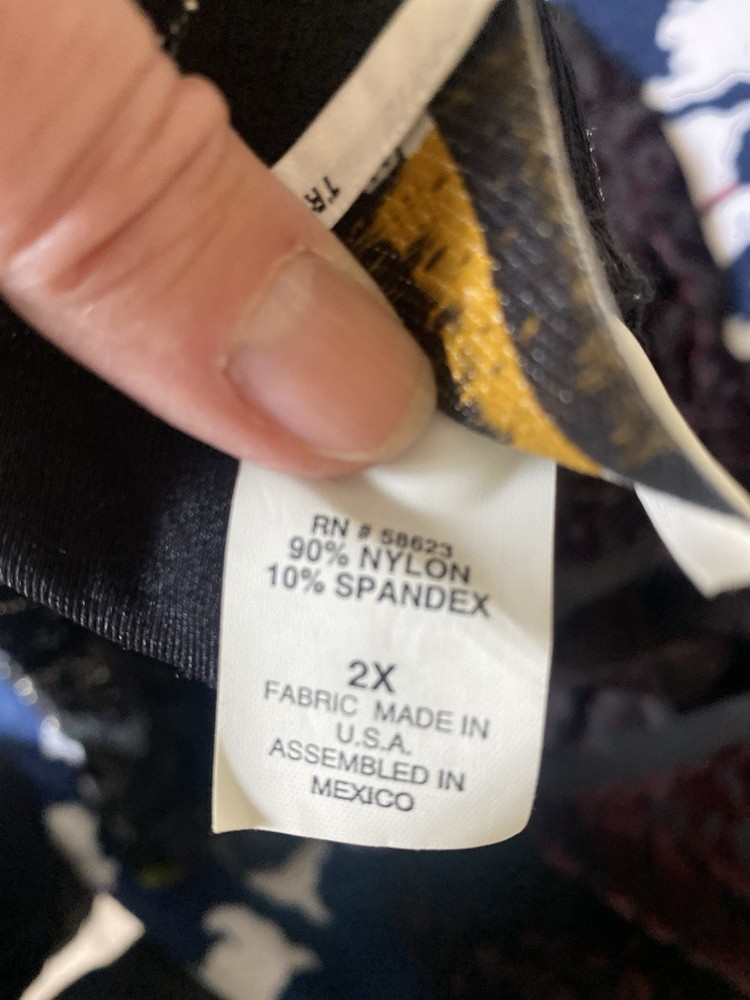 RN # 58623
90% NYLON
10% SPANDEX
2X
FABRIC MADE IN
U.S.A.
ASSEMBLED IN
MEXICO